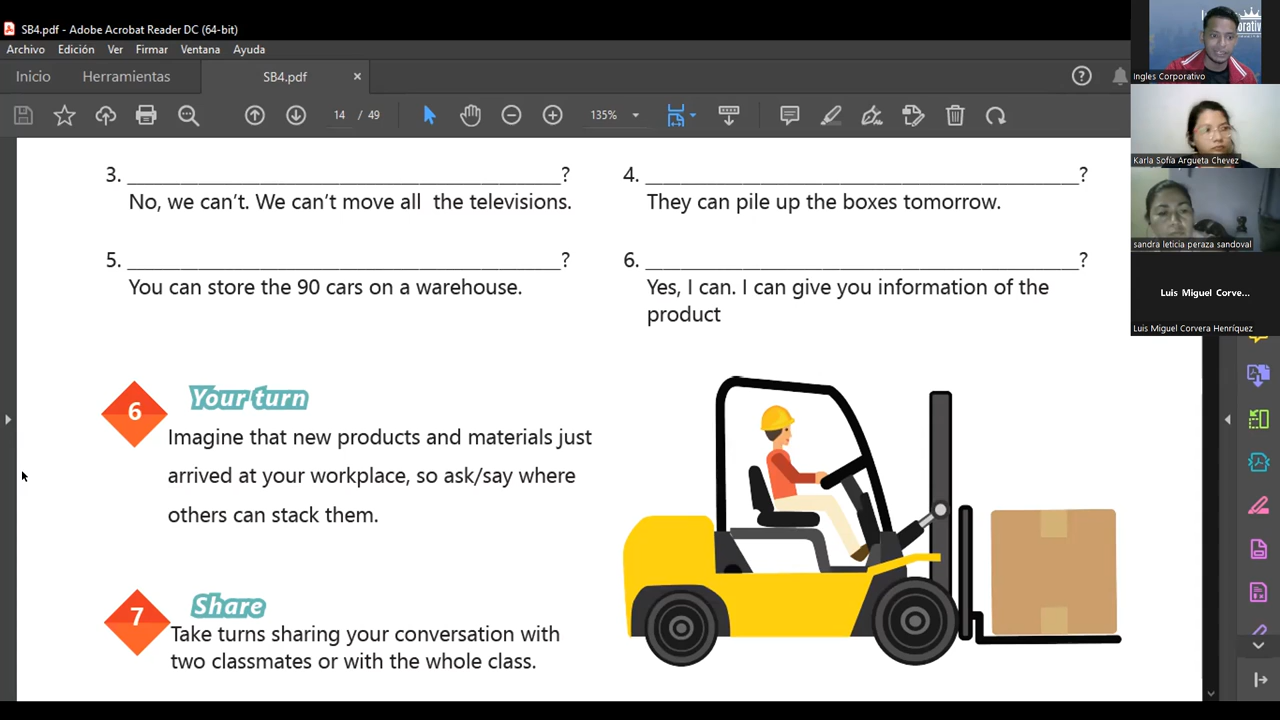 SB4.pdf - Adobe Acrobat Reader DC (64-bit)
Archivo Edición Ver Firmar Ventana Ayuda
Inicio Herramientas SB4.pdf ×
14 / 49 135%
3. ________________________________________?
No, we can't. We can't move all the televisions.
4. ________________________________________?
They can pile up the boxes tomorrow.
5. ________________________________________?
You can store the 90 cars on a warehouse.
6. ________________________________________?
Yes, I can. I can give you information of the
product
6 Your turn
Imagine that new products and materials just
arrived at your workplace, so ask/say where
others can stack them.
7 Share
Take turns sharing your conversation with
two classmates or with the whole class.
Ingles Corporativo
Karla Sofía Argueta Chevez
sandra leticia peraza sandoval
Luis Miguel Corve...
Luis Miguel Corvera Henríquez